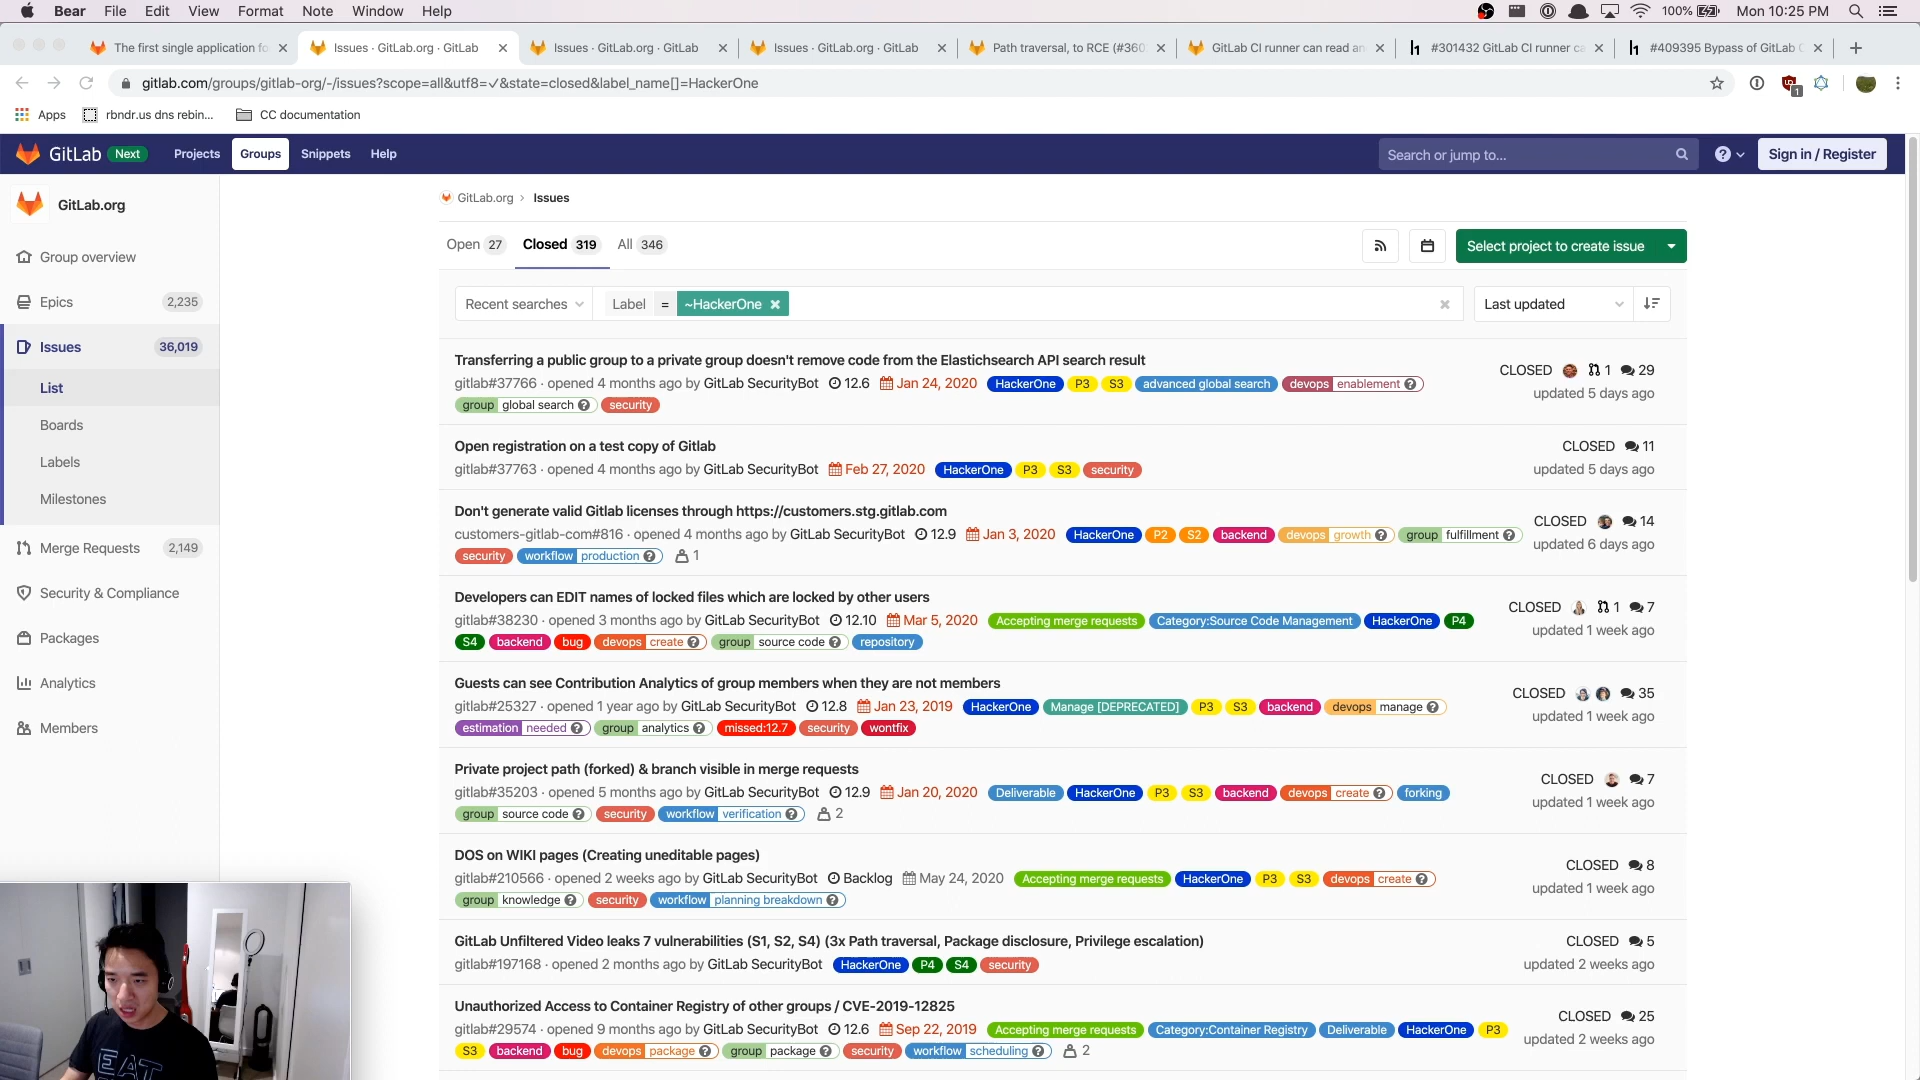 Bear File Edit View Format Note Window Help 100% Mon 10:25 PM
The first single application fo Issues · GitLab.org · GitLab Issues · GitLab.org · GitLab Issues · GitLab.org · GitLab Path traversal, to RCE (#360 GitLab CI runner can read an #301432 GitLab CI runner ca #409395 Bypass of GitLab C
gitlab.com/groups/gitlab-org/-/issues?scope=all&utf8=✓&state=closed&label_name[]=HackerOne 1
Apps rbndr.us dns rebin... CC documentation
GitLab Next Projects Groups Snippets Help Search or jump to... Sign in / Register
GitLab.org
Group overview
Epics 2,235
Issues 36,019
List
Boards
Labels
Milestones
Merge Requests 2,149
Security & Compliance
Packages
Analytics
Members
GitLab.org › Issues
Open 27 Closed 319 All 346 Select project to create issue
Recent searches Label = ~HackerOne Last updated
Transferring a public group to a private group doesn't remove code from the Elastichsearch API search result
gitlab#37766 · opened 4 months ago by GitLab SecurityBot 12.6 Jan 24, 2020 HackerOne P3 S3 advanced global search devops enablement
group global search security
CLOSED 1 29
updated 5 days ago
Open registration on a test copy of Gitlab
gitlab#37763 · opened 4 months ago by GitLab SecurityBot Feb 27, 2020 HackerOne P3 S3 security
CLOSED 11
updated 5 days ago
Don't generate valid Gitlab licenses through https://customers.stg.gitlab.com
customers-gitlab-com#816 · opened 4 months ago by GitLab SecurityBot 12.9 Jan 3, 2020 HackerOne P2 S2 backend devops growth group fulfillment
security workflow production 1
CLOSED 14
updated 6 days ago
Developers can EDIT names of locked files which are locked by other users
gitlab#38230 · opened 3 months ago by GitLab SecurityBot 12.10 Mar 5, 2020 Accepting merge requests Category:Source Code Management HackerOne P4
S4 backend bug devops create group source code repository
CLOSED 1 7
updated 1 week ago
Guests can see Contribution Analytics of group members when they are not members
gitlab#25327 · opened 1 year ago by GitLab SecurityBot 12.8 Jan 23, 2019 HackerOne Manage [DEPRECATED] P3 S3 backend devops manage
estimation needed group analytics missed:12.7 security wontfix
CLOSED 35
updated 1 week ago
Private project path (forked) & branch visible in merge requests
gitlab#35203 · opened 5 months ago by GitLab SecurityBot 12.9 Jan 20, 2020 Deliverable HackerOne P3 S3 backend devops create forking
group source code security workflow verification 2
CLOSED 7
updated 1 week ago
DOS on WIKI pages (Creating uneditable pages)
gitlab#210566 · opened 2 weeks ago by GitLab SecurityBot Backlog May 24, 2020 Accepting merge requests HackerOne P3 S3 devops create
group knowledge security workflow planning breakdown
CLOSED 8
updated 1 week ago
GitLab Unfiltered Video leaks 7 vulnerabilities (S1, S2, S4) (3x Path traversal, Package disclosure, Privilege escalation)
gitlab#197168 · opened 2 months ago by GitLab SecurityBot HackerOne P4 S4 security
CLOSED 5
updated 2 weeks ago
Unauthorized Access to Container Registry of other groups / CVE-2019-12825
gitlab#29574 · opened 9 months ago by GitLab SecurityBot 12.6 Sep 22, 2019 Accepting merge requests Category:Container Registry Deliverable HackerOne P3
S3 backend bug devops package group package security workflow scheduling 2
CLOSED 25
updated 2 weeks ago
EAT